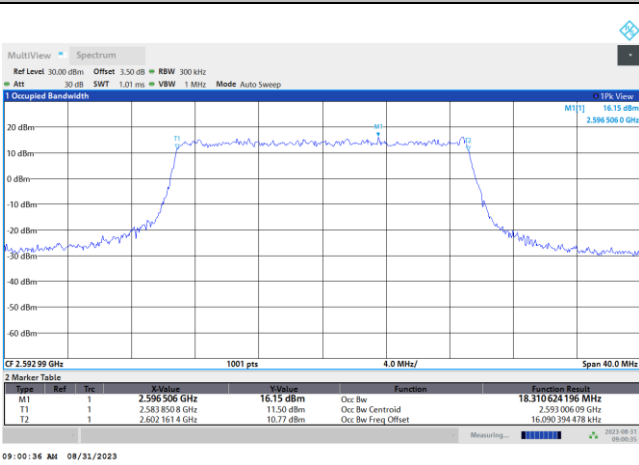 MultiView Spectrum
Ref Level 30.00 dBm Offset 3.50 dB RBW 300 kHz
Att 30 dB SWT 1.01 ms VBW 1 MHz Mode Auto Sweep
1 Occupied Bandwidth 1Pk View
M1[1] 16.15 dBm
2.596 506 0 GHz
20 dBm
M1
T1
T2
10 dBm
0 dBm
-10 dBm
-20 dBm
-30 dBm
-40 dBm
-50 dBm
-60 dBm
CF 2.592 99 GHz 1001 pts 4.0 MHz/ Span 40.0 MHz
2 Marker Table
Type Ref Trc X-Value Y-Value Function Function Result
M1 1 2.596 506 GHz 16.15 dBm Occ Bw 18.310 624 196 MHz
T1 1 2.583 850 8 GHz 11.50 dBm Occ Bw Centroid 2.593 006 09 GHz
T2 1 2.602 161 4 GHz 10.77 dBm Occ Bw Freq Offset 16.090 394 478 kHz
Measuring... 2023-08-31
09:00:35
09:00:36 AM 08/31/2023